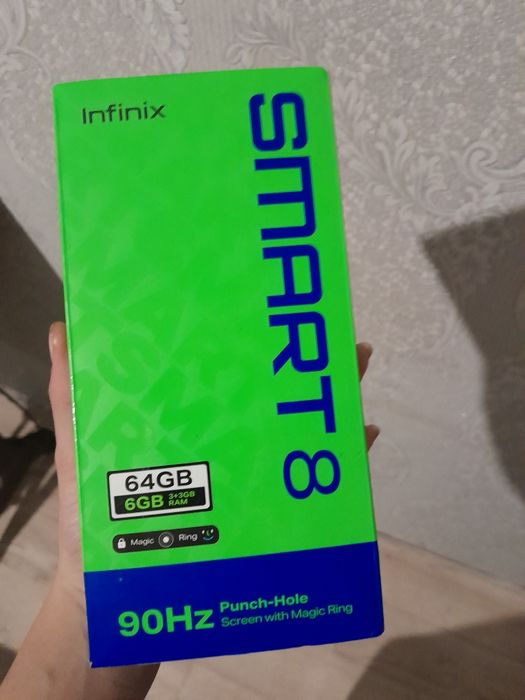 Infinix
SMART 8
64GB
6GB 3+3GB RAM
Magic Ring
90Hz Punch-Hole
Screen with Magic Ring